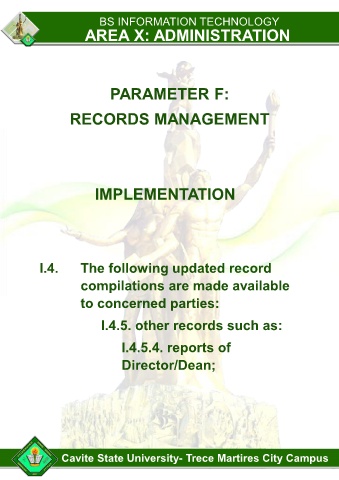 BS INFORMATION TECHNOLOGY
AREA X: ADMINISTRATION
PARAMETER F:
RECORDS MANAGEMENT
IMPLEMENTATION
I.4. The following updated record
compilations are made available
to concerned parties:
I.4.5. other records such as:
I.4.5.4. reports of
Director/Dean;
Cavite State University- Trece Martires City Campus